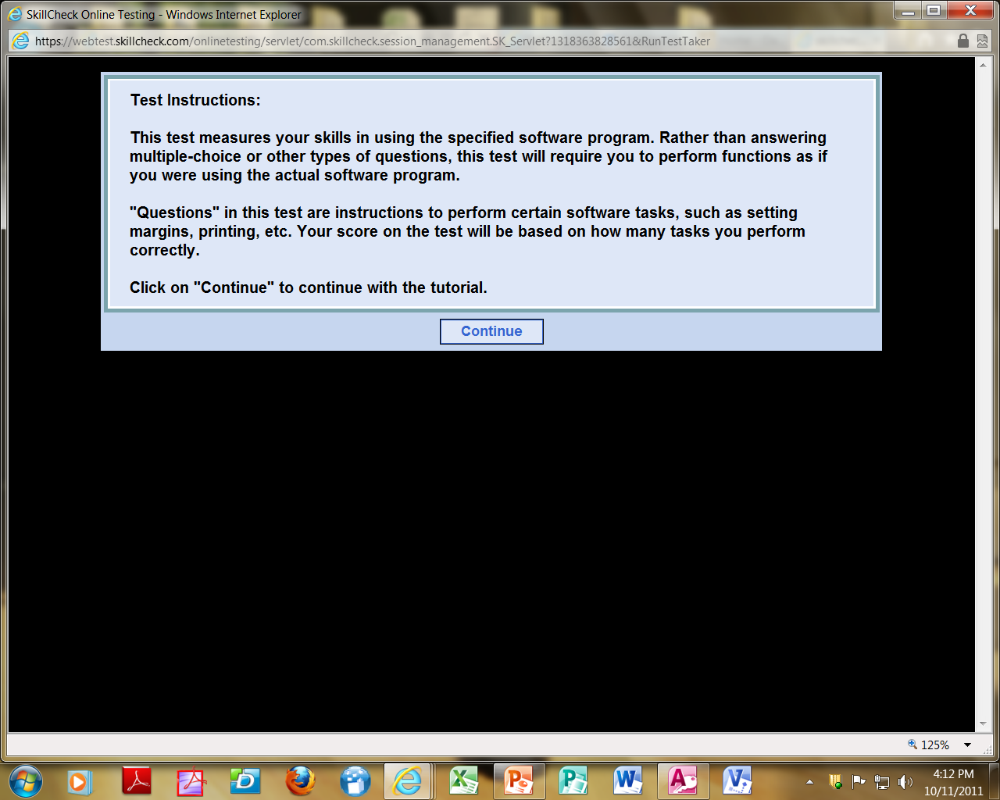 SkillCheck Online Testing - Windows Internet Explorer
https://webtest.skillcheck.com/onlinetesting/servlet/com.skillcheck.session_management.SK_Servlet?1318363828561&RunTestTaker
Test Instructions:
This test measures your skills in using the specified software program. Rather than answering
multiple-choice or other types of questions, this test will require you to perform functions as if
you were using the actual software program.
"Questions" in this test are instructions to perform certain software tasks, such as setting
margins, printing, etc. Your score on the test will be based on how many tasks you perform
correctly.
Click on "Continue" to continue with the tutorial.
Continue
125%
4:12 PM
10/11/2011